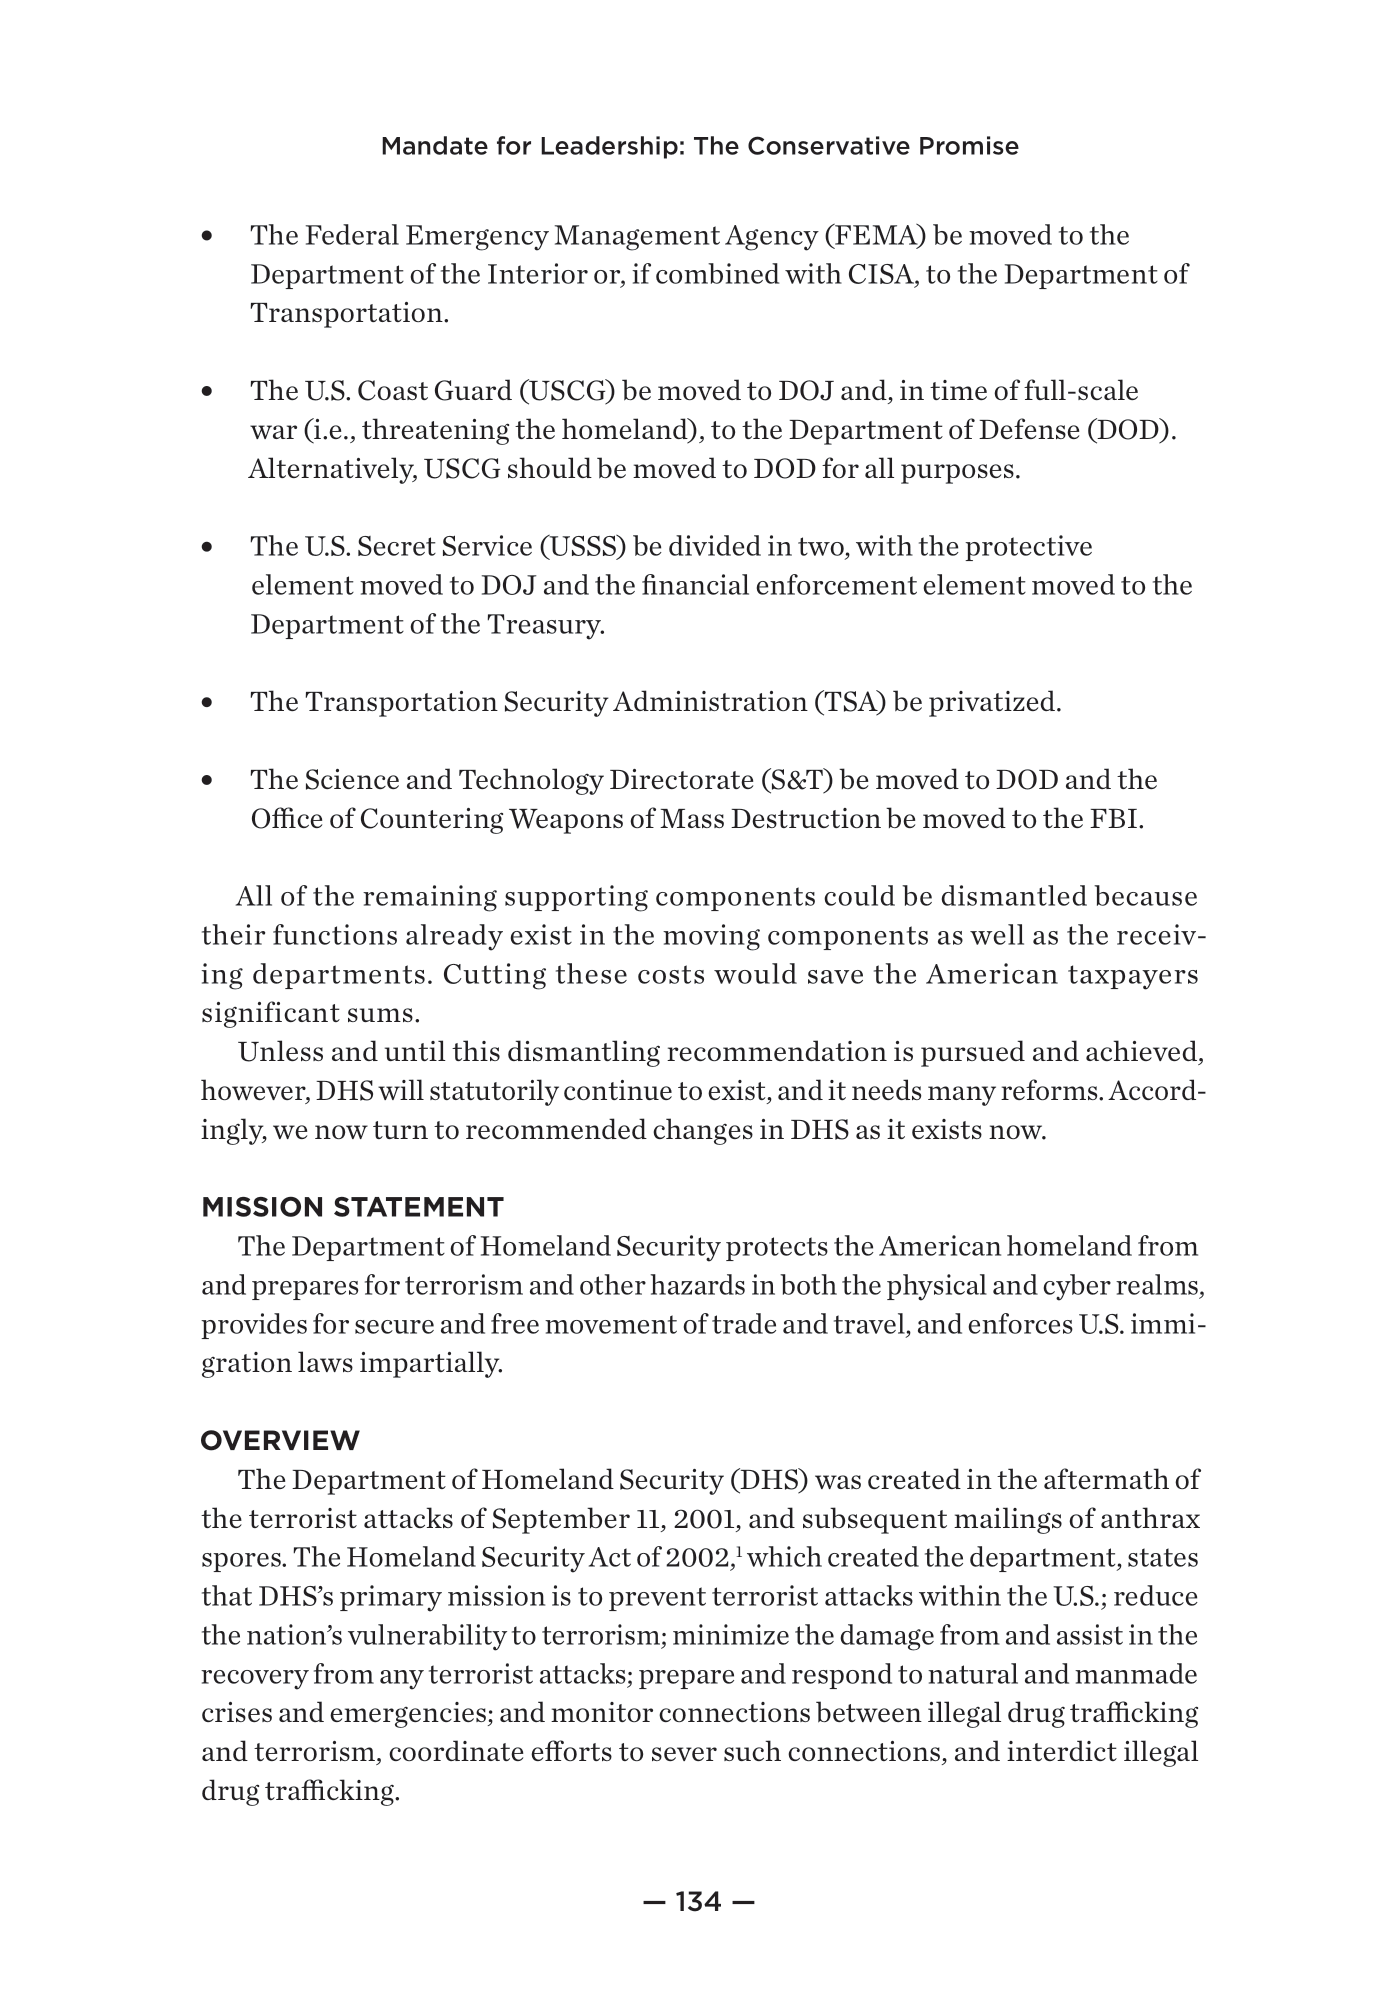 Mandate for Leadership: The Conservative Promise
• The Federal Emergency Management Agency (FEMA) be moved to the
Department of the Interior or, if combined with CISA, to the Department of
Transportation.
• The U.S. Coast Guard (USCG) be moved to DOJ and, in time of full-scale
war (i.e., threatening the homeland), to the Department of Defense (DOD).
Alternatively, USCG should be moved to DOD for all purposes.
• The U.S. Secret Service (USSS) be divided in two, with the protective
element moved to DOJ and the financial enforcement element moved to the
Department of the Treasury.
• The Transportation Security Administration (TSA) be privatized.
• The Science and Technology Directorate (S&T) be moved to DOD and the
Office of Countering Weapons of Mass Destruction be moved to the FBI.
All of the remaining supporting components could be dismantled because
their functions already exist in the moving components as well as the receiv-
ing departments. Cutting these costs would save the American taxpayers
significant sums.
Unless and until this dismantling recommendation is pursued and achieved,
however, DHS will statutorily continue to exist, and it needs many reforms. Accord-
ingly, we now turn to recommended changes in DHS as it exists now.
MISSION STATEMENT
The Department of Homeland Security protects the American homeland from
and prepares for terrorism and other hazards in both the physical and cyber realms,
provides for secure and free movement of trade and travel, and enforces U.S. immi-
gration laws impartially.
OVERVIEW
The Department of Homeland Security (DHS) was created in the aftermath of
the terrorist attacks of September 11, 2001, and subsequent mailings of anthrax
spores. The Homeland Security Act of 2002,¹ which created the department, states
that DHS’s primary mission is to prevent terrorist attacks within the U.S.; reduce
the nation’s vulnerability to terrorism; minimize the damage from and assist in the
recovery from any terrorist attacks; prepare and respond to natural and manmade
crises and emergencies; and monitor connections between illegal drug trafficking
and terrorism, coordinate efforts to sever such connections, and interdict illegal
drug trafficking.
— 134 —